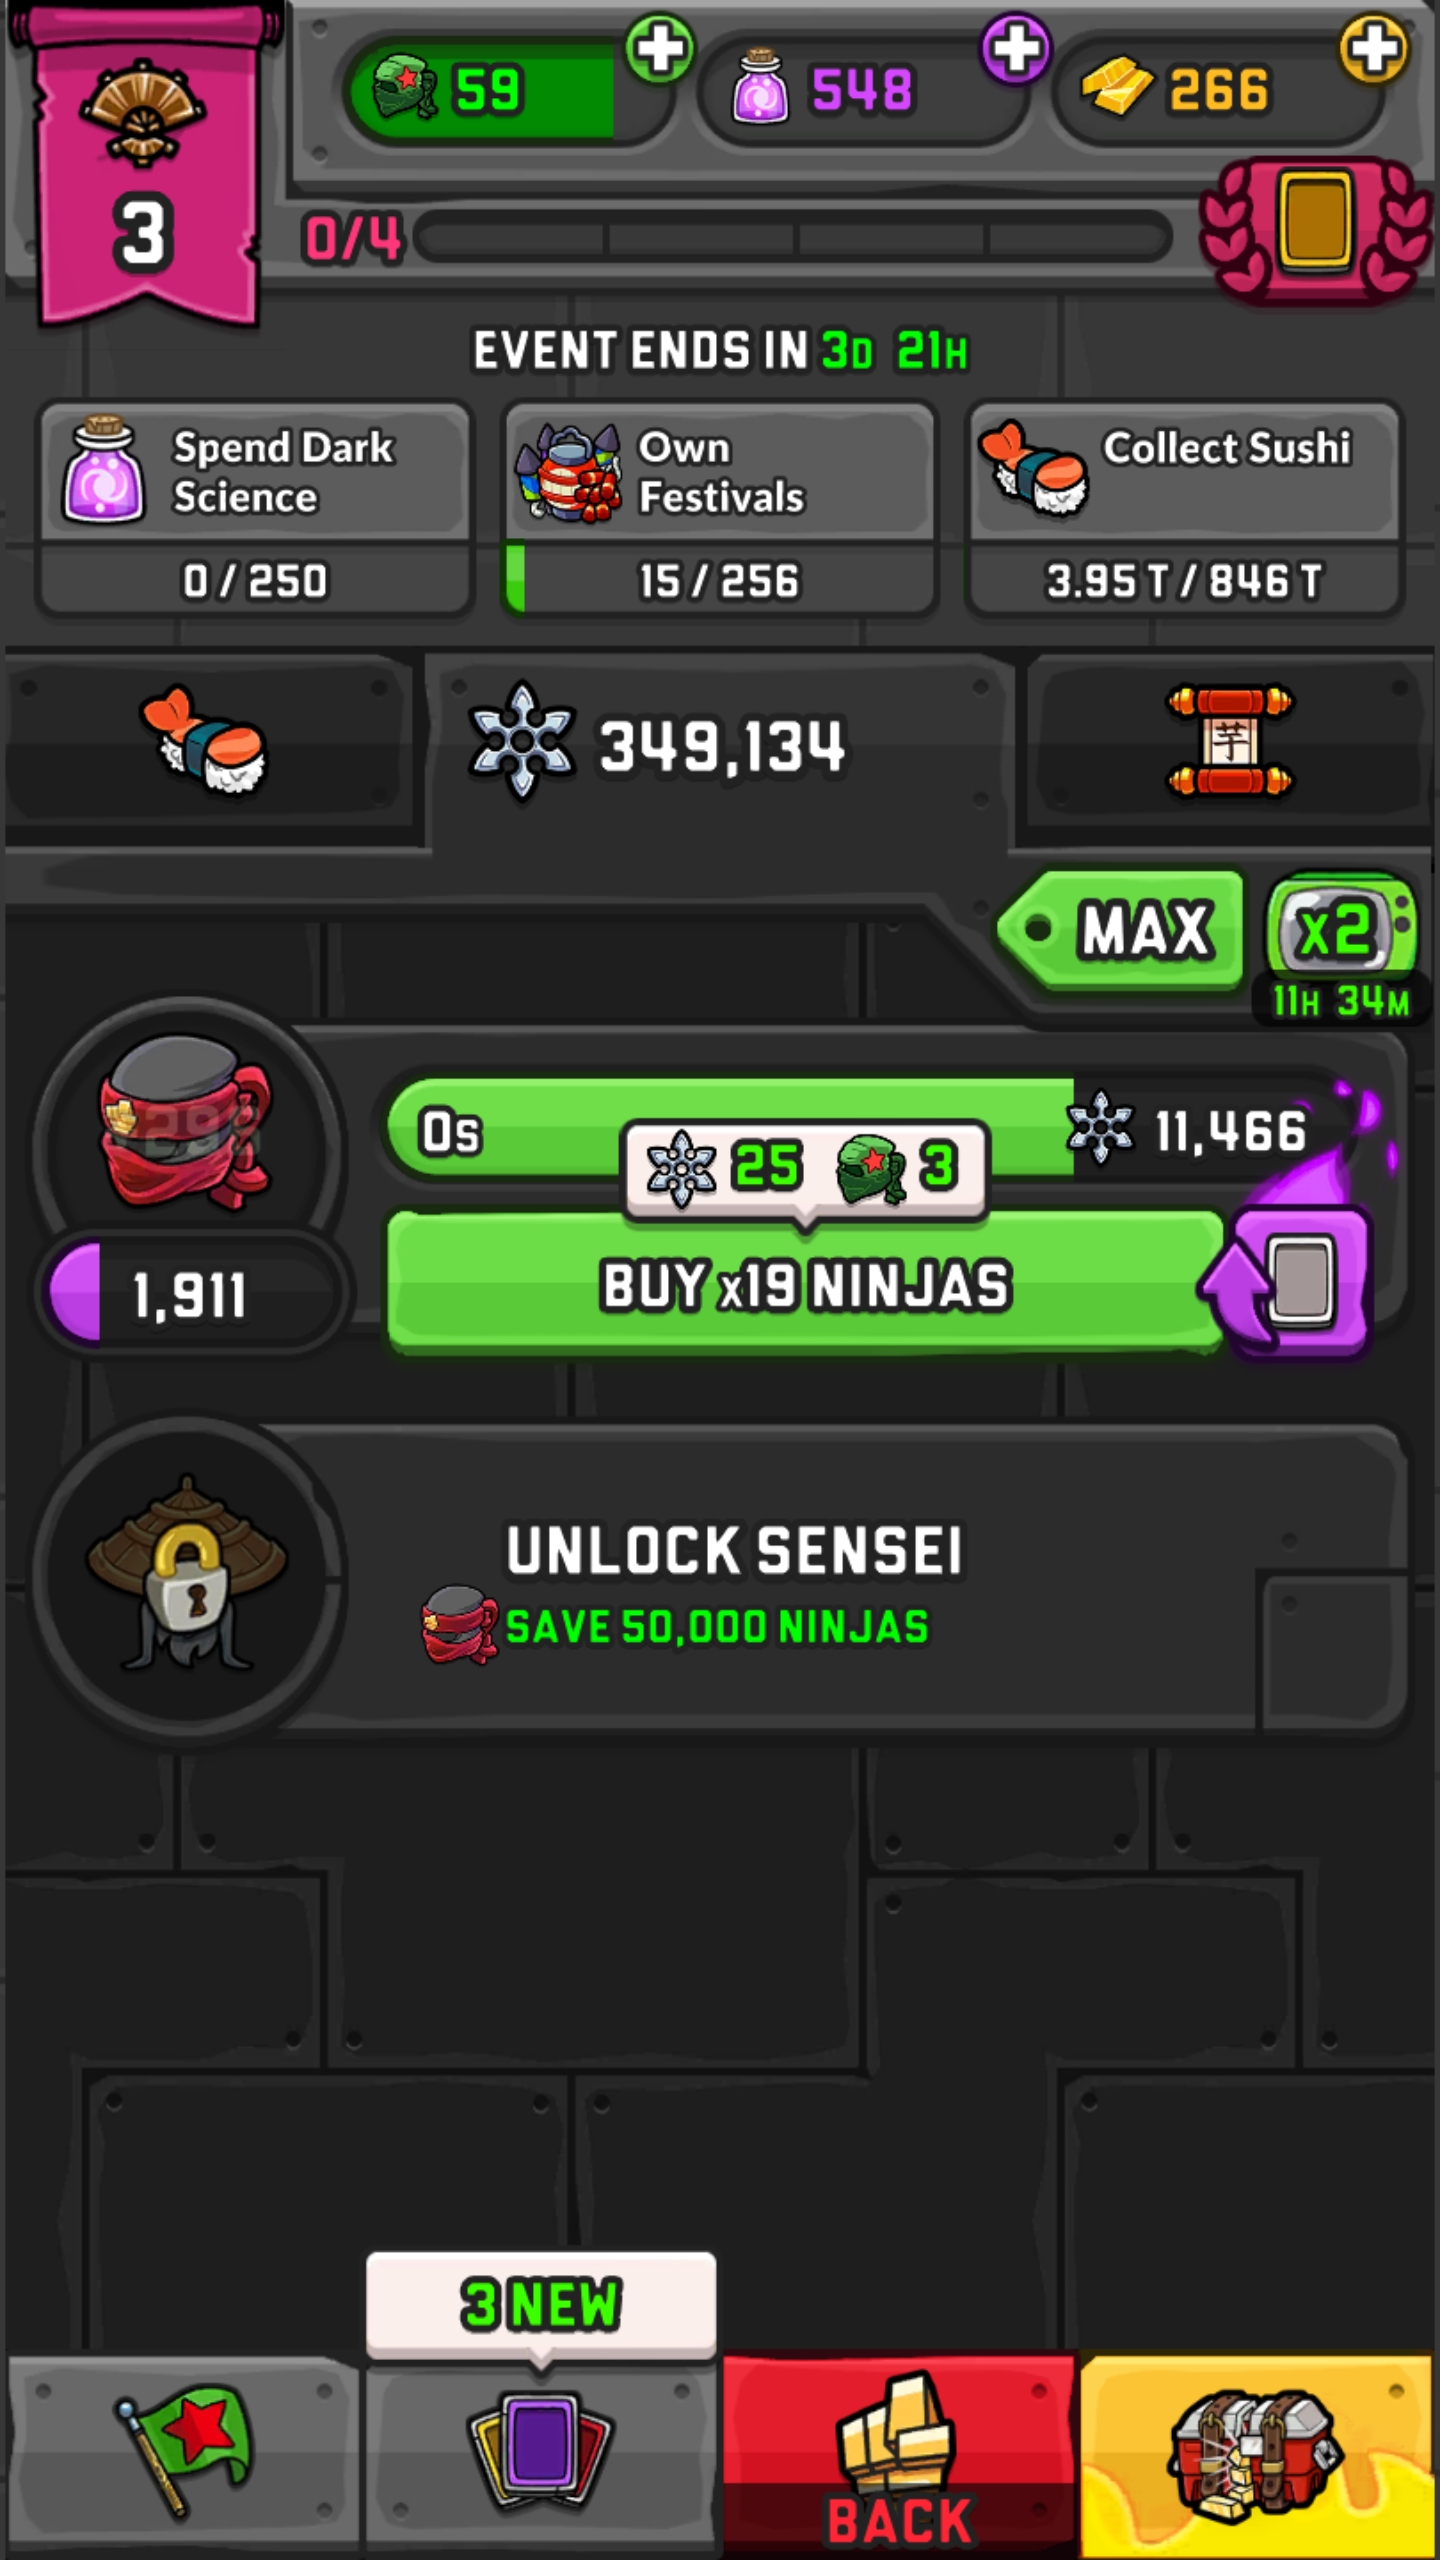 59
548
266
3
0/4
EVENT ENDS IN 3D 21H
Spend Dark
Science
0 / 250
Own
Festivals
15 / 256
Collect Sushi
3.95 T / 846 T
349,134
芋
MAX
x2
11H 34M
0s
11,466
25
3
1,911
BUY x19 NINJAS
UNLOCK SENSEI
SAVE 50,000 NINJAS
3 NEW
BACK